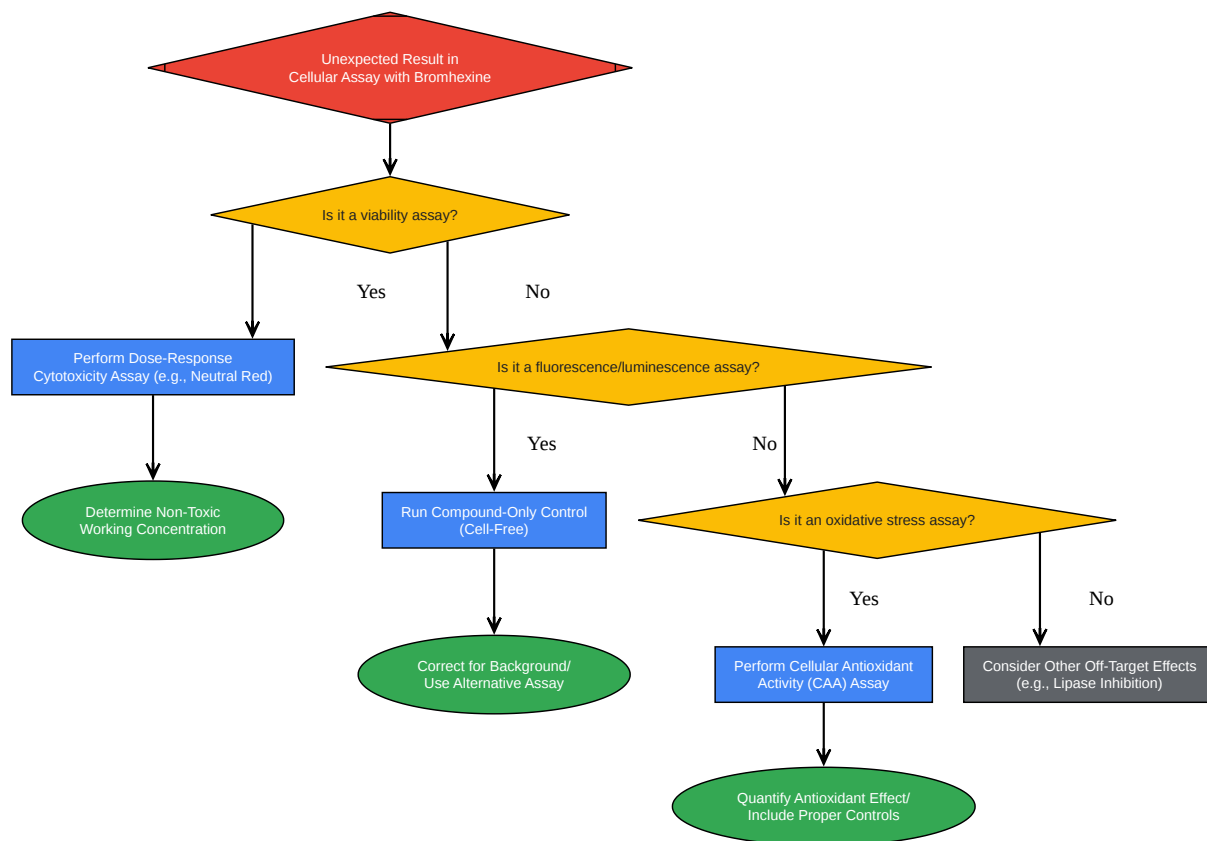 Unexpected Result in
Cellular Assay with Bromhexine
Is it a viability assay?
Yes
No
Perform Dose-Response
Cytotoxicity Assay (e.g., Neutral Red)
Is it a fluorescence/luminescence assay?
Yes
No
Determine Non-Toxic
Working Concentration
Run Compound-Only Control
(Cell-Free)
Is it an oxidative stress assay?
Yes
No
Correct for Background/
Use Alternative Assay
Perform Cellular Antioxidant
Activity (CAA) Assay
Consider Other Off-Target Effects
(e.g., Lipase Inhibition)
Quantify Antioxidant Effect/
Include Proper Controls